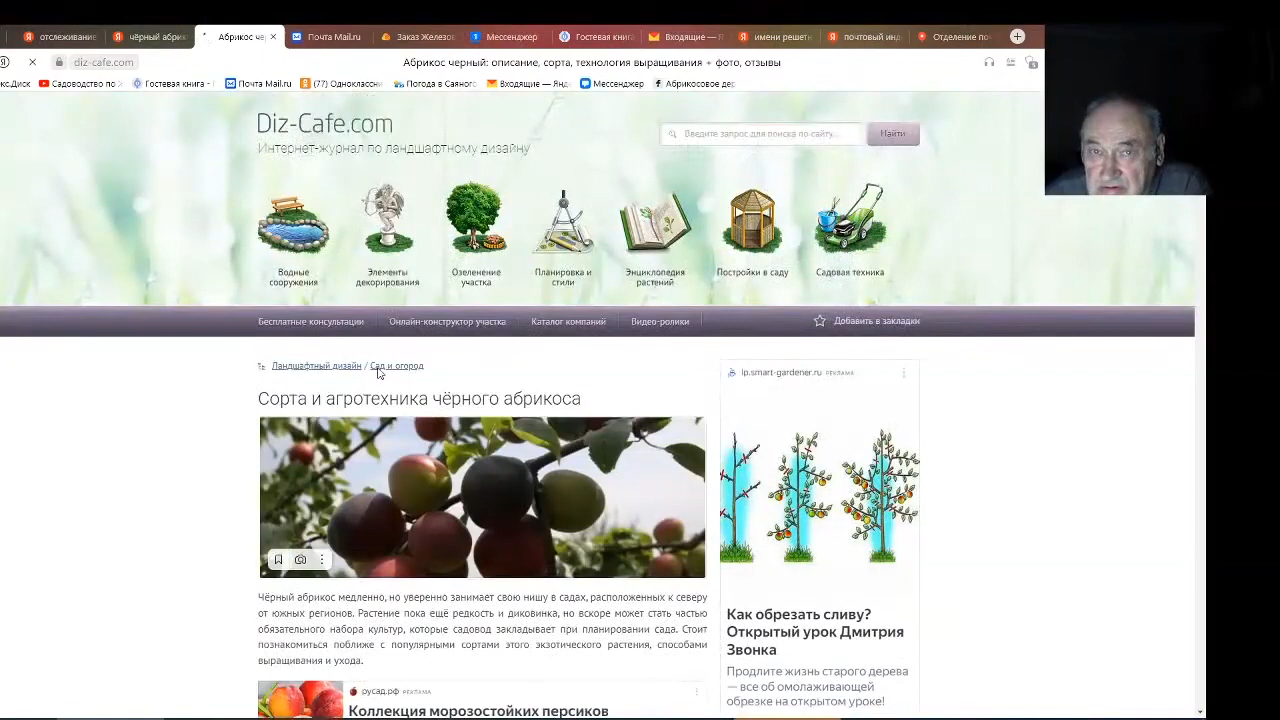 отслеживание
чёрный абрик
Абрикос че
Почта Mail.ru
Заказ Железов
Мессенджер
Гостевая книга
Входящие — Я
имени решет
почтовый инд
Отделение по
diz-cafe.com
Абрикос черный: описание, сорта, технология выращивания + фото, отзывы
кс.Диск
Садоводство по
Гостевая книга -
Почта Mail.ru
(77) Одноклассн
Погода в Саяного
Входящие — Янд
Мессенджер
Абрикосовое дер
Diz-Cafe.com
Интернет-журнал по ландшафтному дизайну
Введите запрос для поиска по сайту...
Найти
Водные
сооружения
Элементы
декорирования
Озеленение
участка
Планировка и
стили
Энциклопедия
растений
Постройки в саду
Садовая техника
Бесплатные консультации
Онлайн-конструктор участка
Каталог компаний
Видео-ролики
Добавить в закладки
Ландшафтный дизайн / Сад и огород
Сорта и агротехника чёрного абрикоса
Чёрный абрикос медленно, но уверенно занимает свою нишу в садах, расположенных к северу
от южных регионов. Растение пока ещё редкость и диковинка, но вскоре может стать частью
обязательного набора культур, которые садовод закладывает при планировании сада. Стоит
познакомиться поближе с популярными сортами этого экзотического растения, способами
выращивания и ухода.
русад.рф РЕКЛАМА
Коллекция морозостойких персиков
lp.smart-gardener.ru РЕКЛАМА
Как обрезать сливу?
Открытый урок Дмитрия
Звонка
Продлите жизнь старого дерева
— все об омолаживающей
обрезке на открытом уроке!